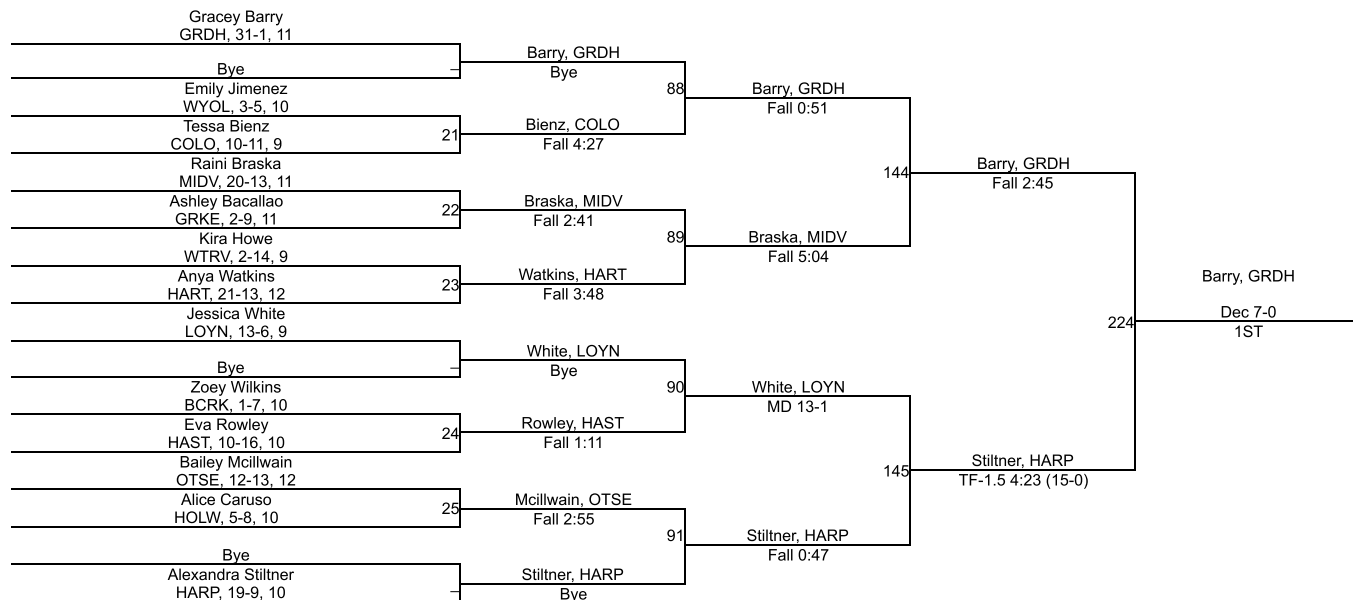 Gracey Barry
GRDH, 31-1, 11
Bye
Emily Jimenez
WYOL, 3-5, 10
Tessa Bienz
COLO, 10-11, 9
Raini Braska
MIDV, 20-13, 11
Ashley Bacallao
GRKE, 2-9, 11
Kira Howe
WTRV, 2-14, 9
Anya Watkins
HART, 21-13, 12
Jessica White
LOYN, 13-6, 9
Bye
Zoey Wilkins
BCRK, 1-7, 10
Eva Rowley
HAST, 10-16, 10
Bailey Mcillwain
OTSE, 12-13, 12
Alice Caruso
HOLW, 5-8, 10
Bye
Alexandra Stiltner
HARP, 19-9, 10
–
21
22
23
–
24
25
–
Barry, GRDH
Bye
Bienz, COLO
Fall 4:27
Braska, MIDV
Fall 2:41
Watkins, HART
Fall 3:48
White, LOYN
Bye
Rowley, HAST
Fall 1:11
Mcillwain, OTSE
Fall 2:55
Stiltner, HARP
Bye
88
89
90
91
Barry, GRDH
Fall 0:51
Braska, MIDV
Fall 5:04
White, LOYN
MD 13-1
Stiltner, HARP
Fall 0:47
144
145
Barry, GRDH
Fall 2:45
Stiltner, HARP
TF-1.5 4:23 (15-0)
224
Barry, GRDH
Dec 7-0
1ST